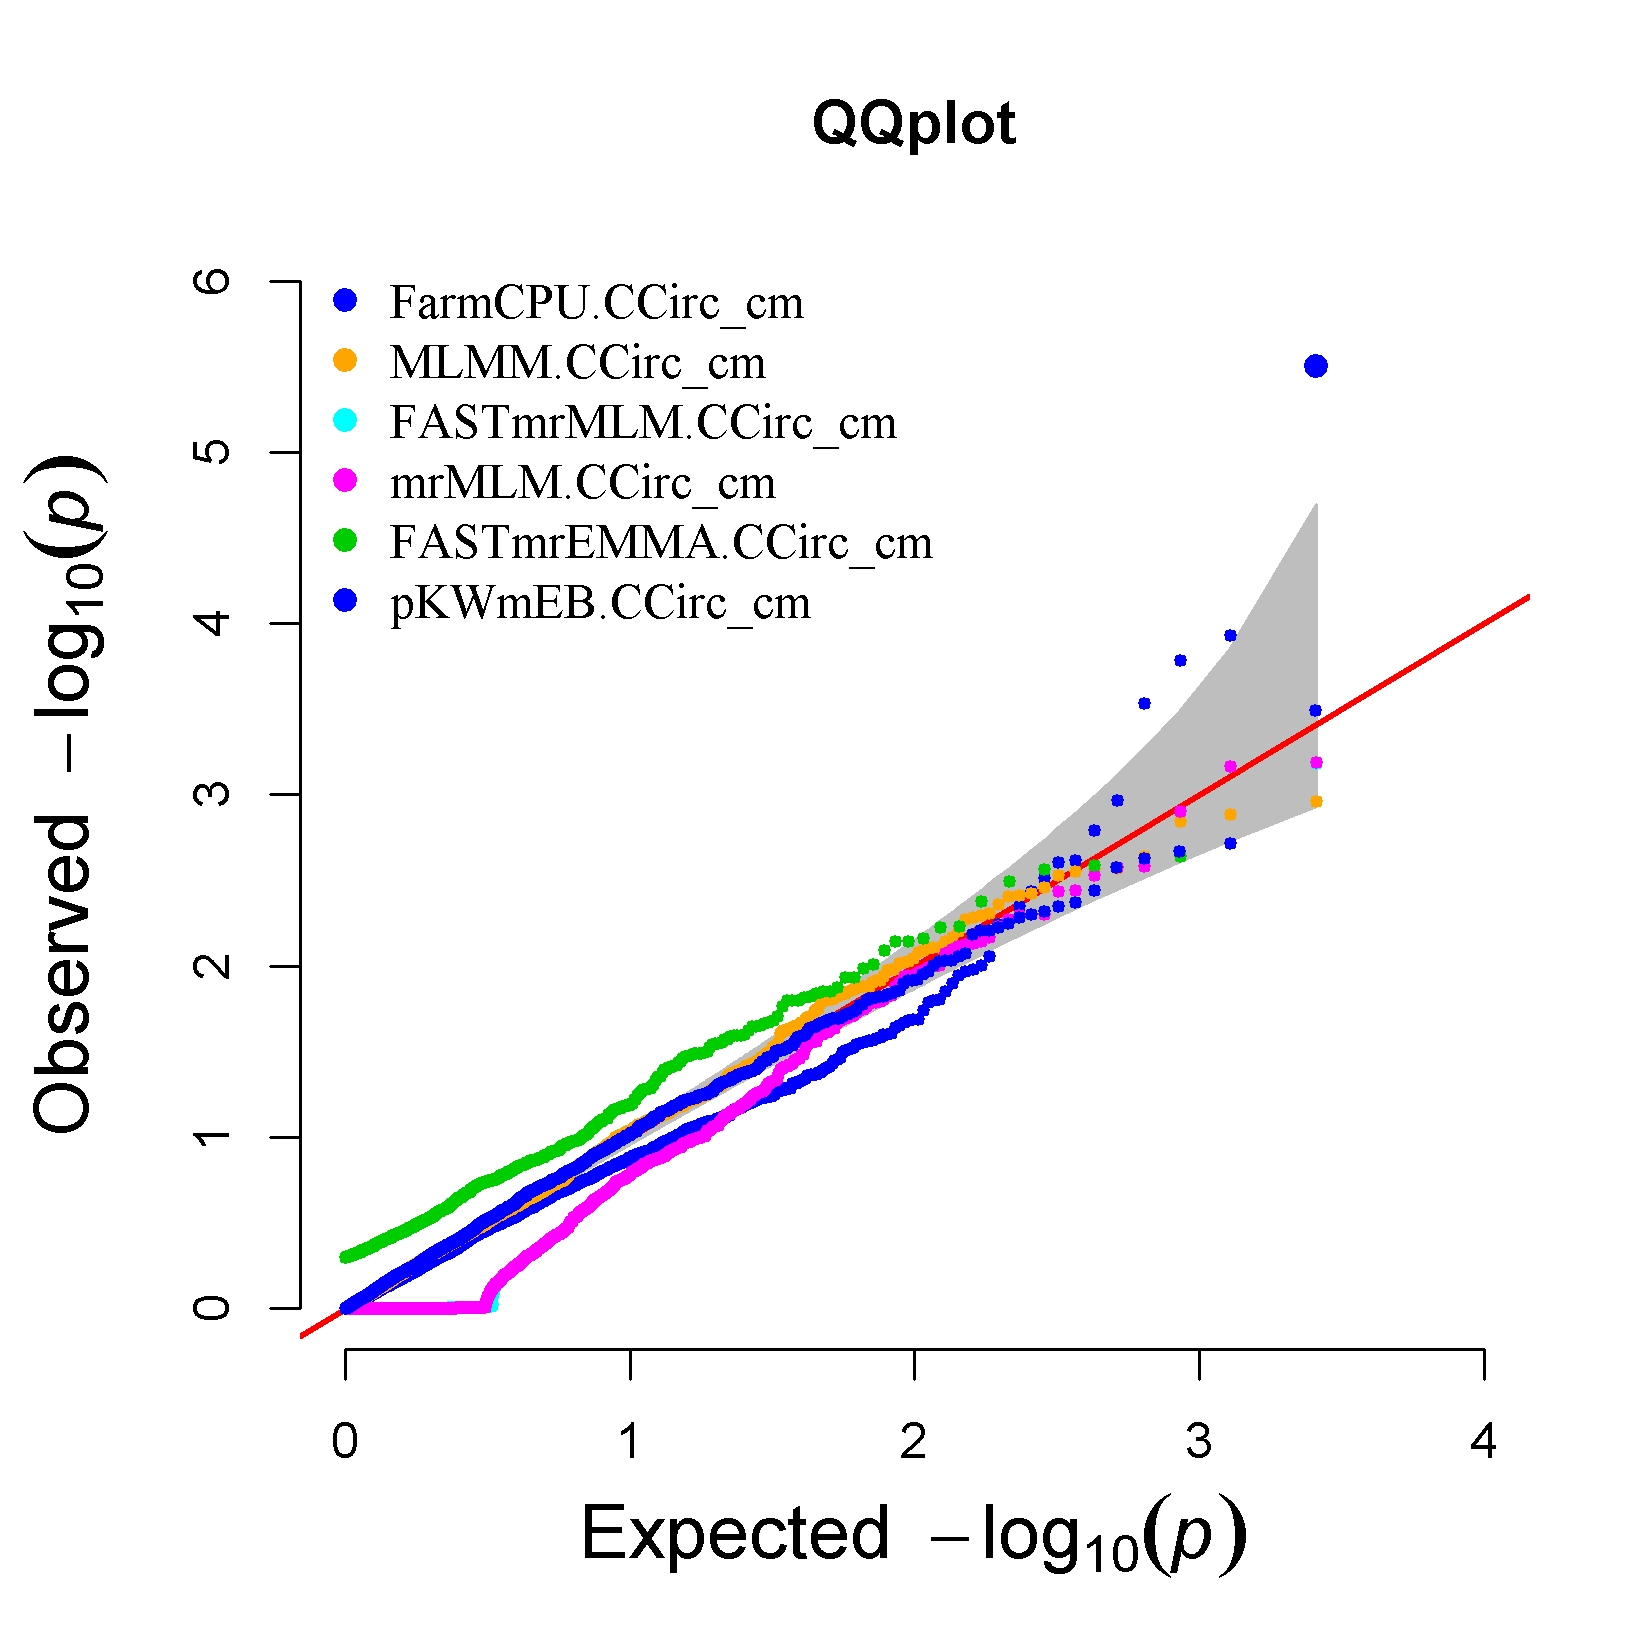 QQplot
FarmCPU.CCirc_cm
MLMM.CCirc_cm
FASTmrMLM.CCirc_cm
mrMLM.CCirc_cm
FASTmrEMMA.CCirc_cm
pKWmEB.CCirc_cm
Observed −log₁₀(p)
6
5
4
3
2
1
0
0 1 2 3 4
Expected −log₁₀(p)